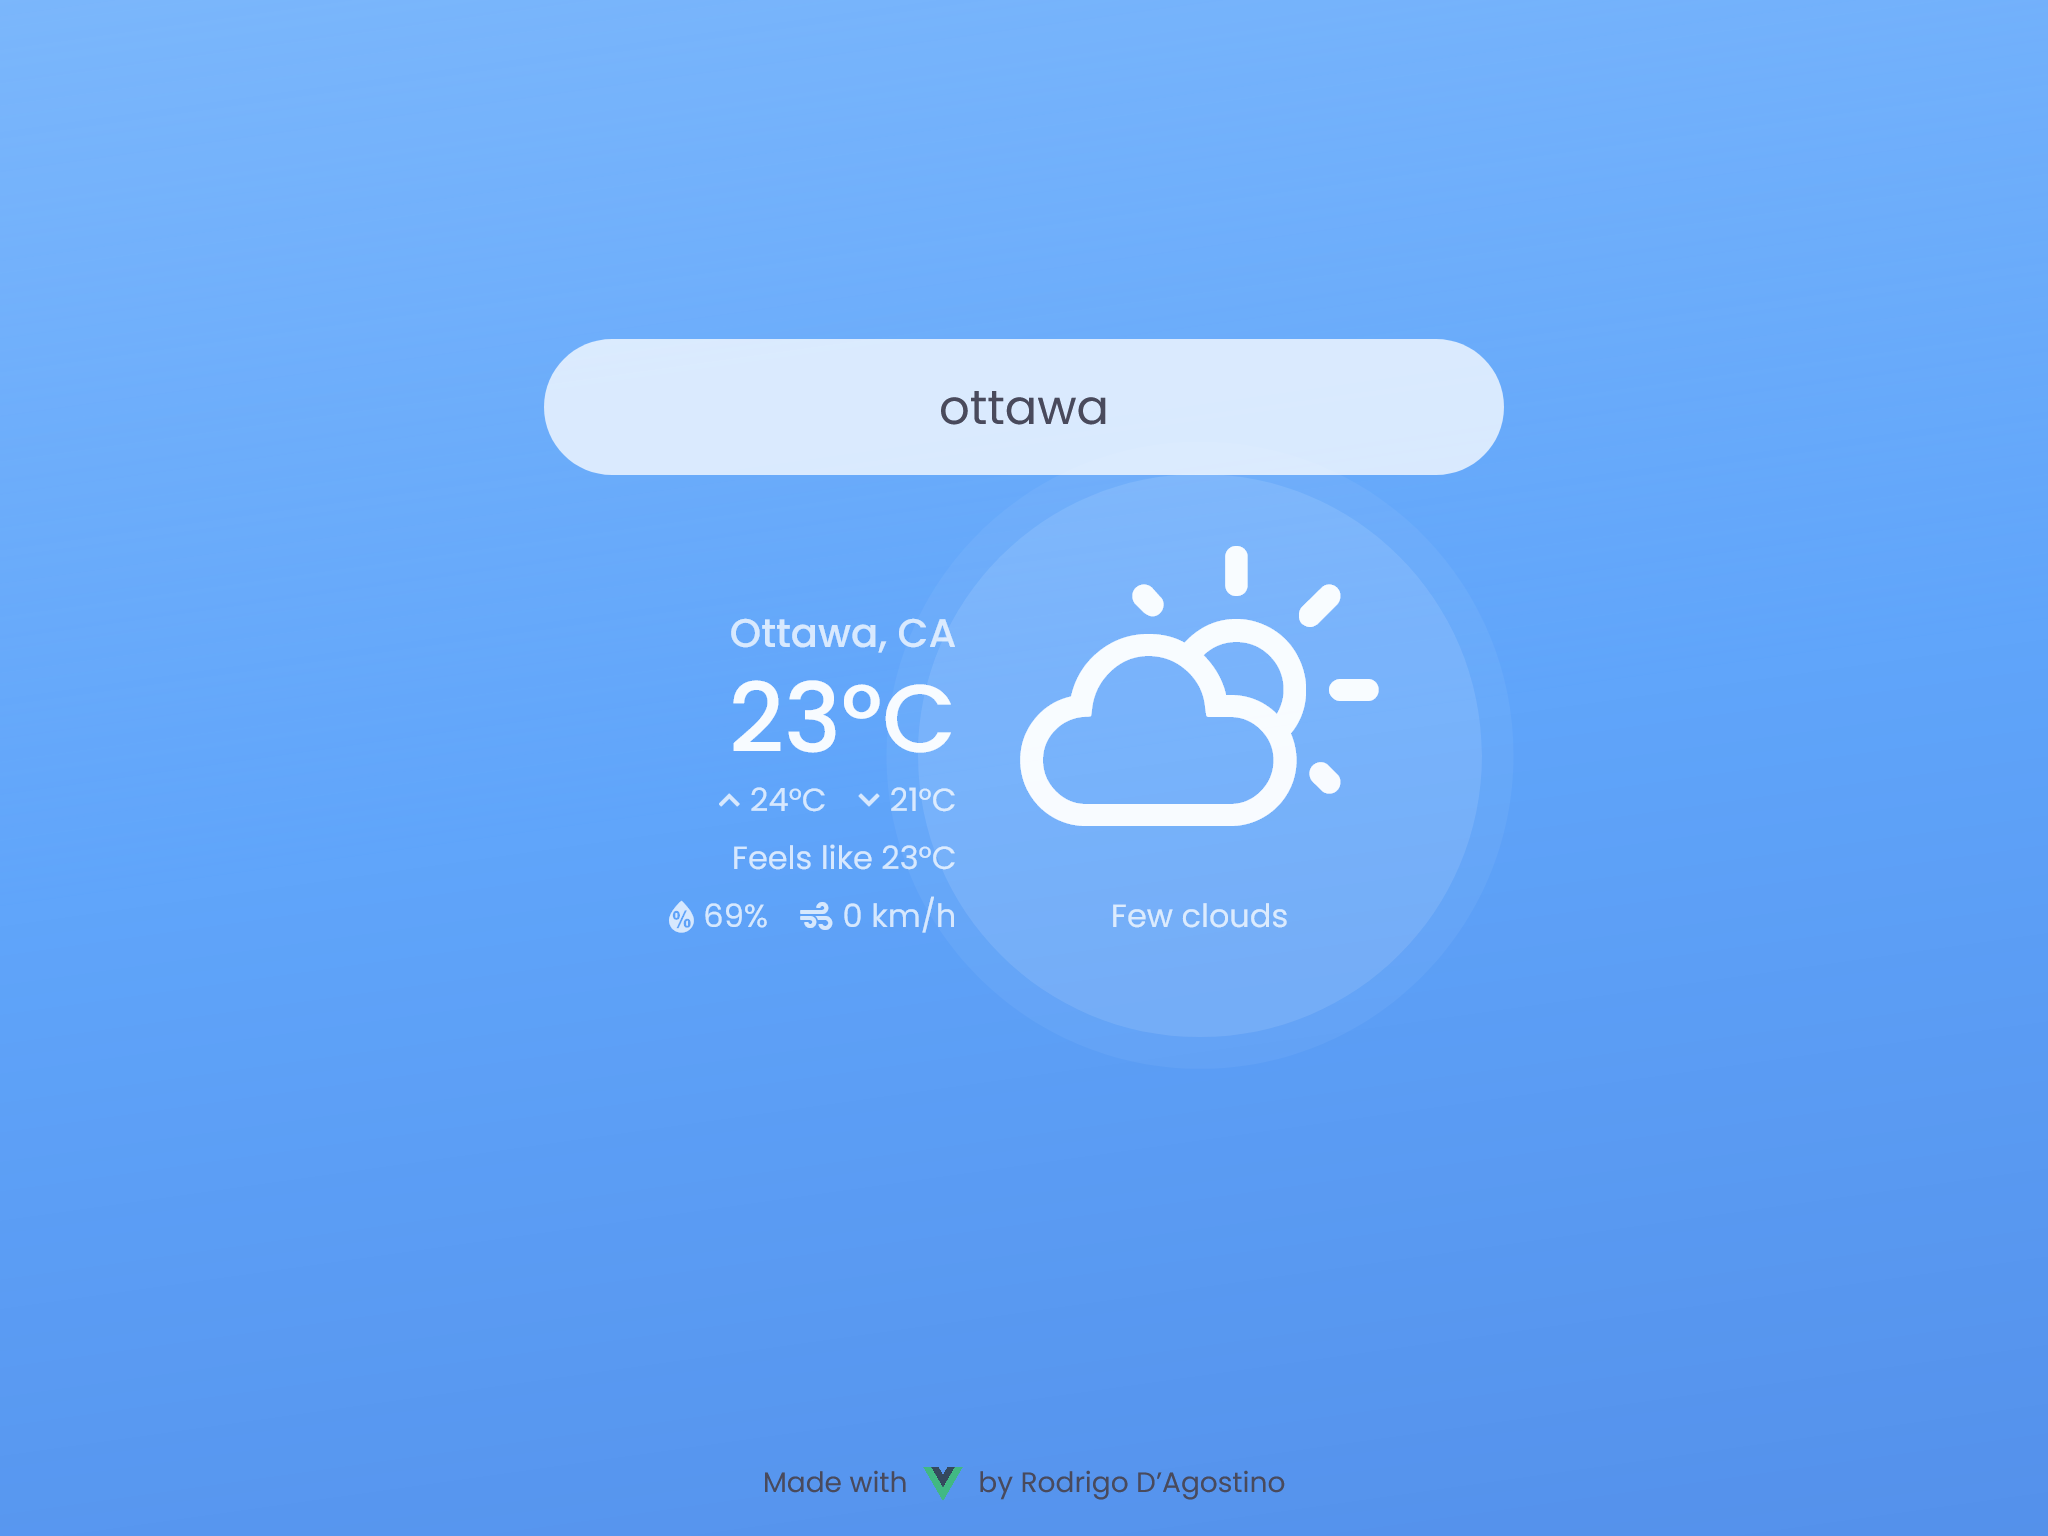 ottawa
Ottawa, CA
23°C
24°C 21°C
Feels like 23°C
% 69% 0 km/h
Few clouds
Made with by Rodrigo D’Agostino